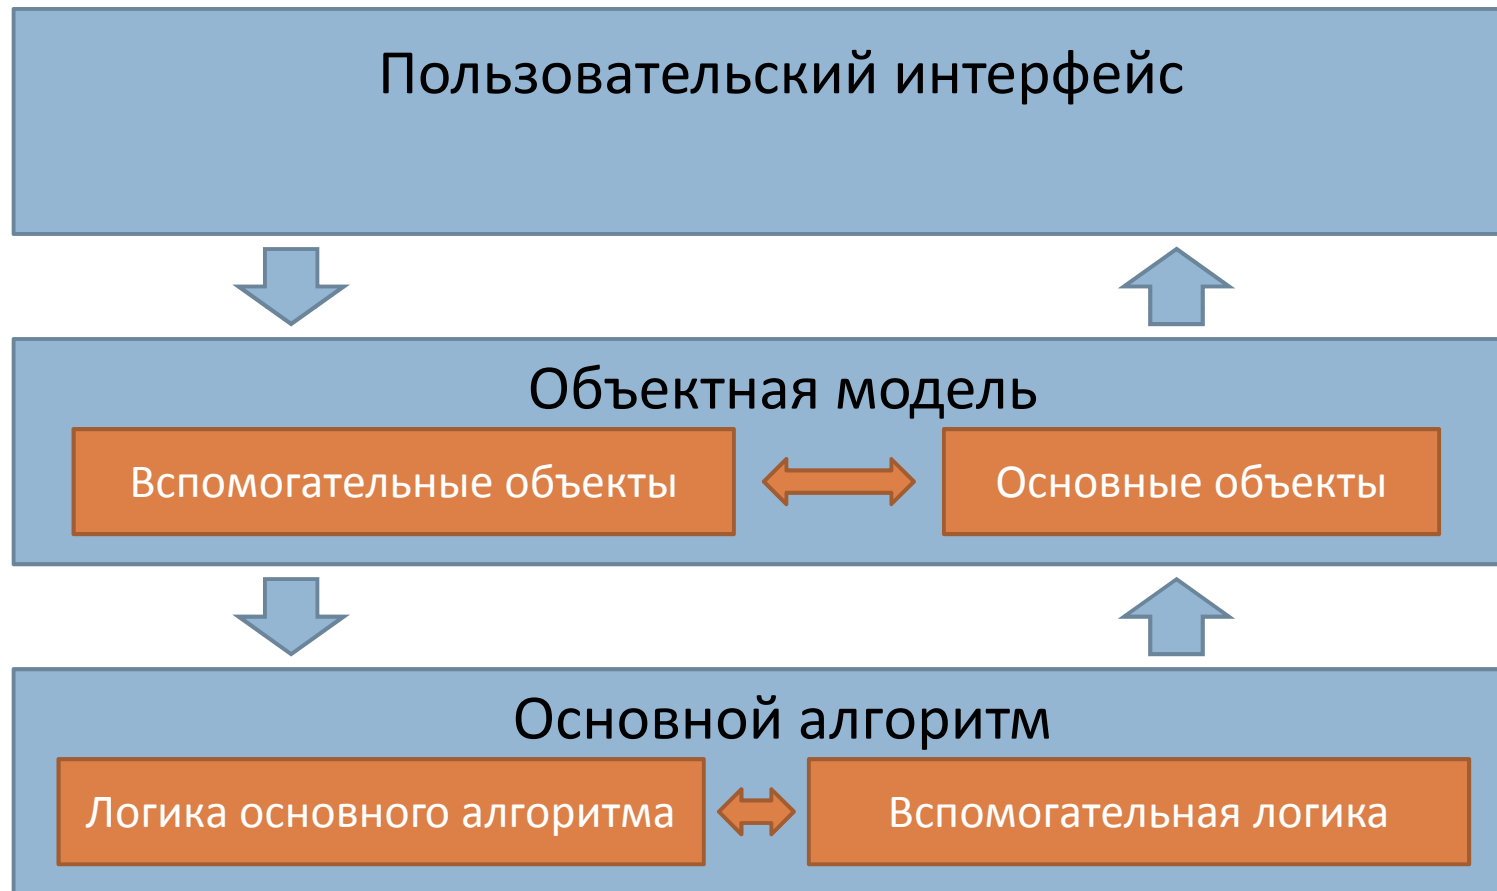 Пользовательский интерфейс
Объектная модель
Вспомогательные объекты
Основные объекты
Основной алгоритм
Логика основного алгоритма
Вспомогательная логика